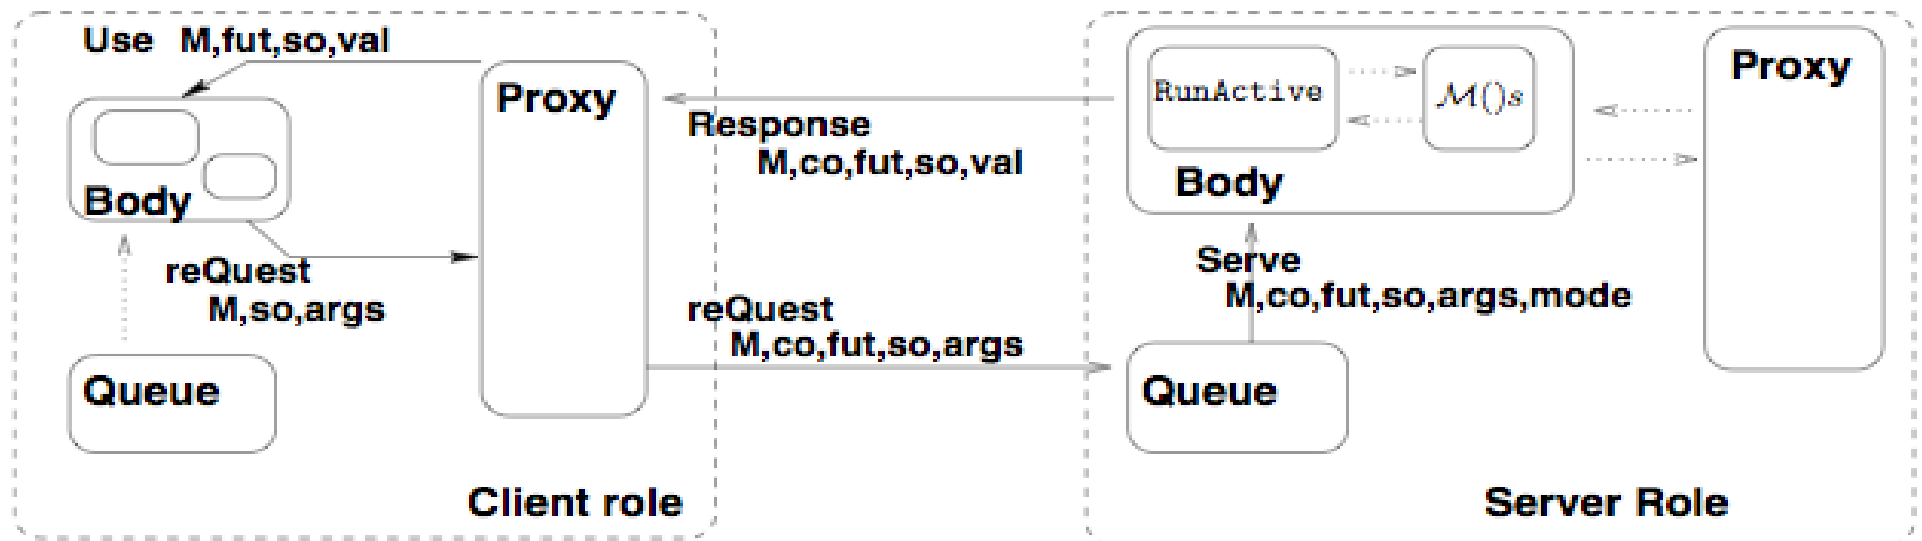 Use M,fut,so,val
Proxy
Body
reQuest
M,so,args
Queue
Client role
Response
M,co,fut,so,val
reQuest
M,co,fut,so,args
RunActive
ℳ()s
Body
Proxy
Serve
M,co,fut,so,args,mode
Queue
Server Role